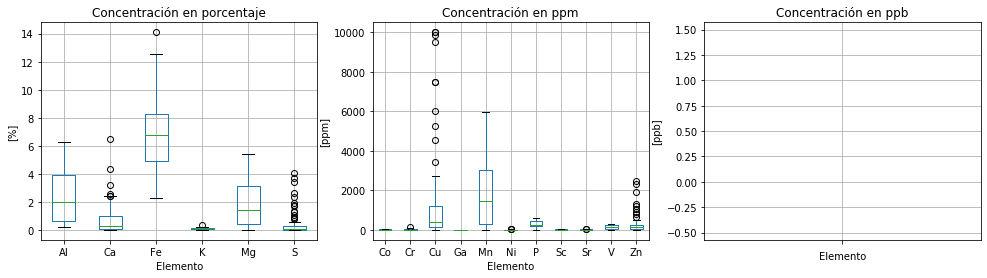 Concentración en porcentaje
[%]
14
12
10
8
6
4
2
0
Al Ca Fe K Mg S
Elemento
Concentración en ppm
[ppm]
10000
8000
6000
4000
2000
0
Co Cr Cu Ga Mn Ni P Sc Sr V Zn
Elemento
Concentración en ppb
[ppb]
1.50
1.25
1.00
0.75
0.50
0.25
0.00
−0.25
−0.50
Elemento